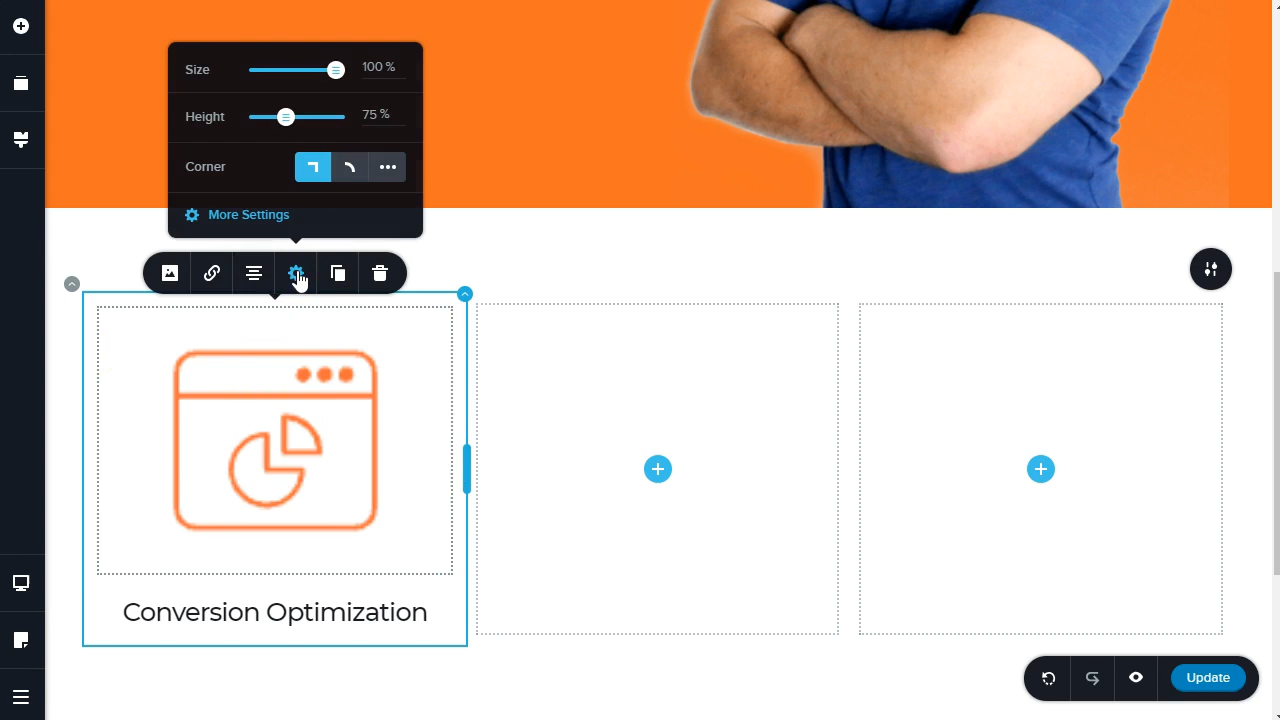 Size 100 %
Height 75 %
Corner
More Settings
Conversion Optimization
Update